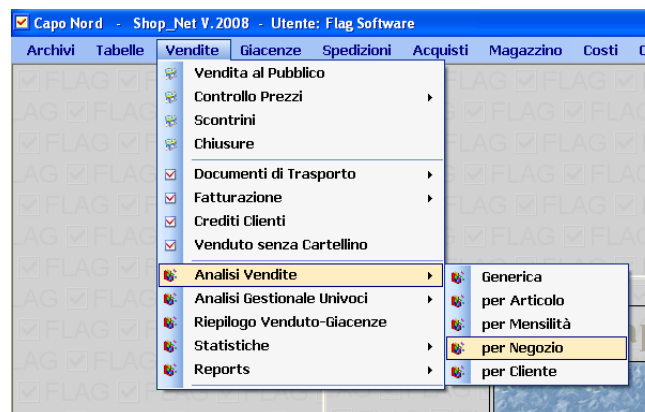 Capo Nord - Shop_Net V.2008 - Utente: Flag Software
Archivi Tabelle Vendite Giacenze Spedizioni Acquisti Magazzino Costi
Vendita al Pubblico
Controllo Prezzi
Scontrini
Chiusure
Documenti di Trasporto
Fatturazione
Crediti Clienti
Venduto senza Cartellino
Analisi Vendite
Analisi Gestionale Univoci
Riepilogo Venduto-Giacenze
Statistiche
Reports
Generica
per Articolo
per Mensilità
per Negozio
per Cliente
FLAG